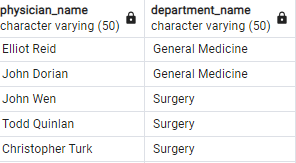 physician_name department_name
character varying (50) character varying (50)
Elliot Reid General Medicine
John Dorian General Medicine
John Wen Surgery
Todd Quinlan Surgery
Christopher Turk Surgery